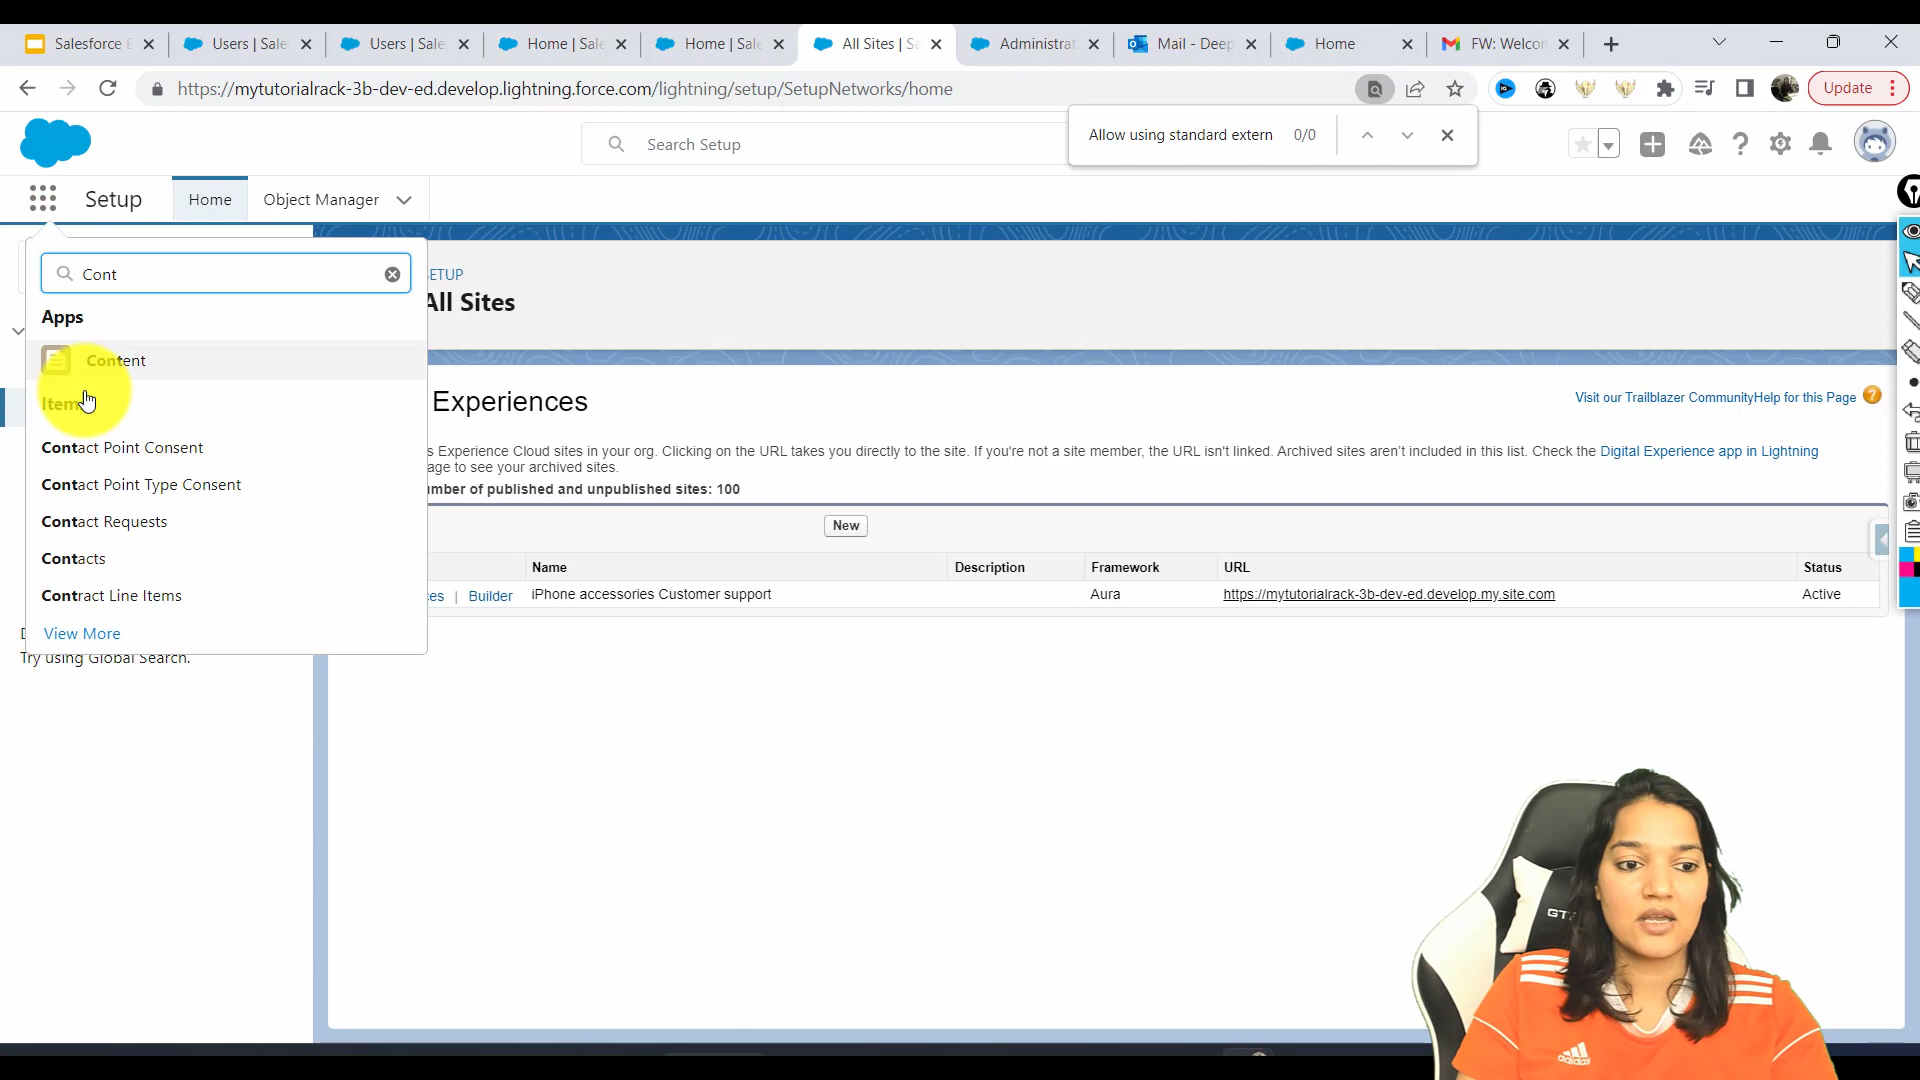 Salesforce E
Users | Sale
Users | Sale
Home | Sale
Home | Sale
All Sites | Sa
Administrat
Mail - Deep
Home
FW: Welcon
https://mytutorialrack-3b-dev-ed.develop.lightning.force.com/lightning/setup/SetupNetworks/home
Update
Allow using standard extern 0/0
Search Setup
Setup
Home
Object Manager
Cont
Apps
Content
Item
Contact Point Consent
Contact Point Type Consent
Contact Requests
Contacts
Contract Line Items
View More
Try using Global Search.
ETUP
All Sites
Experiences
Visit our Trailblazer Community Help for this Page
s Experience Cloud sites in your org. Clicking on the URL takes you directly to the site. If you're not a site member, the URL isn't linked. Archived sites aren't included in this list. Check the Digital Experience app in Lightning
age to see your archived sites.
umber of published and unpublished sites: 100
New
Name Description Framework URL Status
ces | Builder iPhone accessories Customer support Aura https://mytutorialrack-3b-dev-ed.develop.my.site.com Active